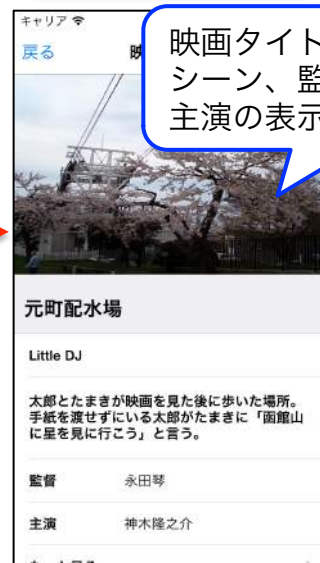 キャリア
戻る
映画タイト
シーン、監
主演の表示
元町配水場
Little DJ
太郎とたまきが映画を見た後に歩いた場所。
手紙を渡せずにいる太郎がたまきに「函館山
に星を見に行こう」と言う。
監督 永田琴
主演 神木隆之介